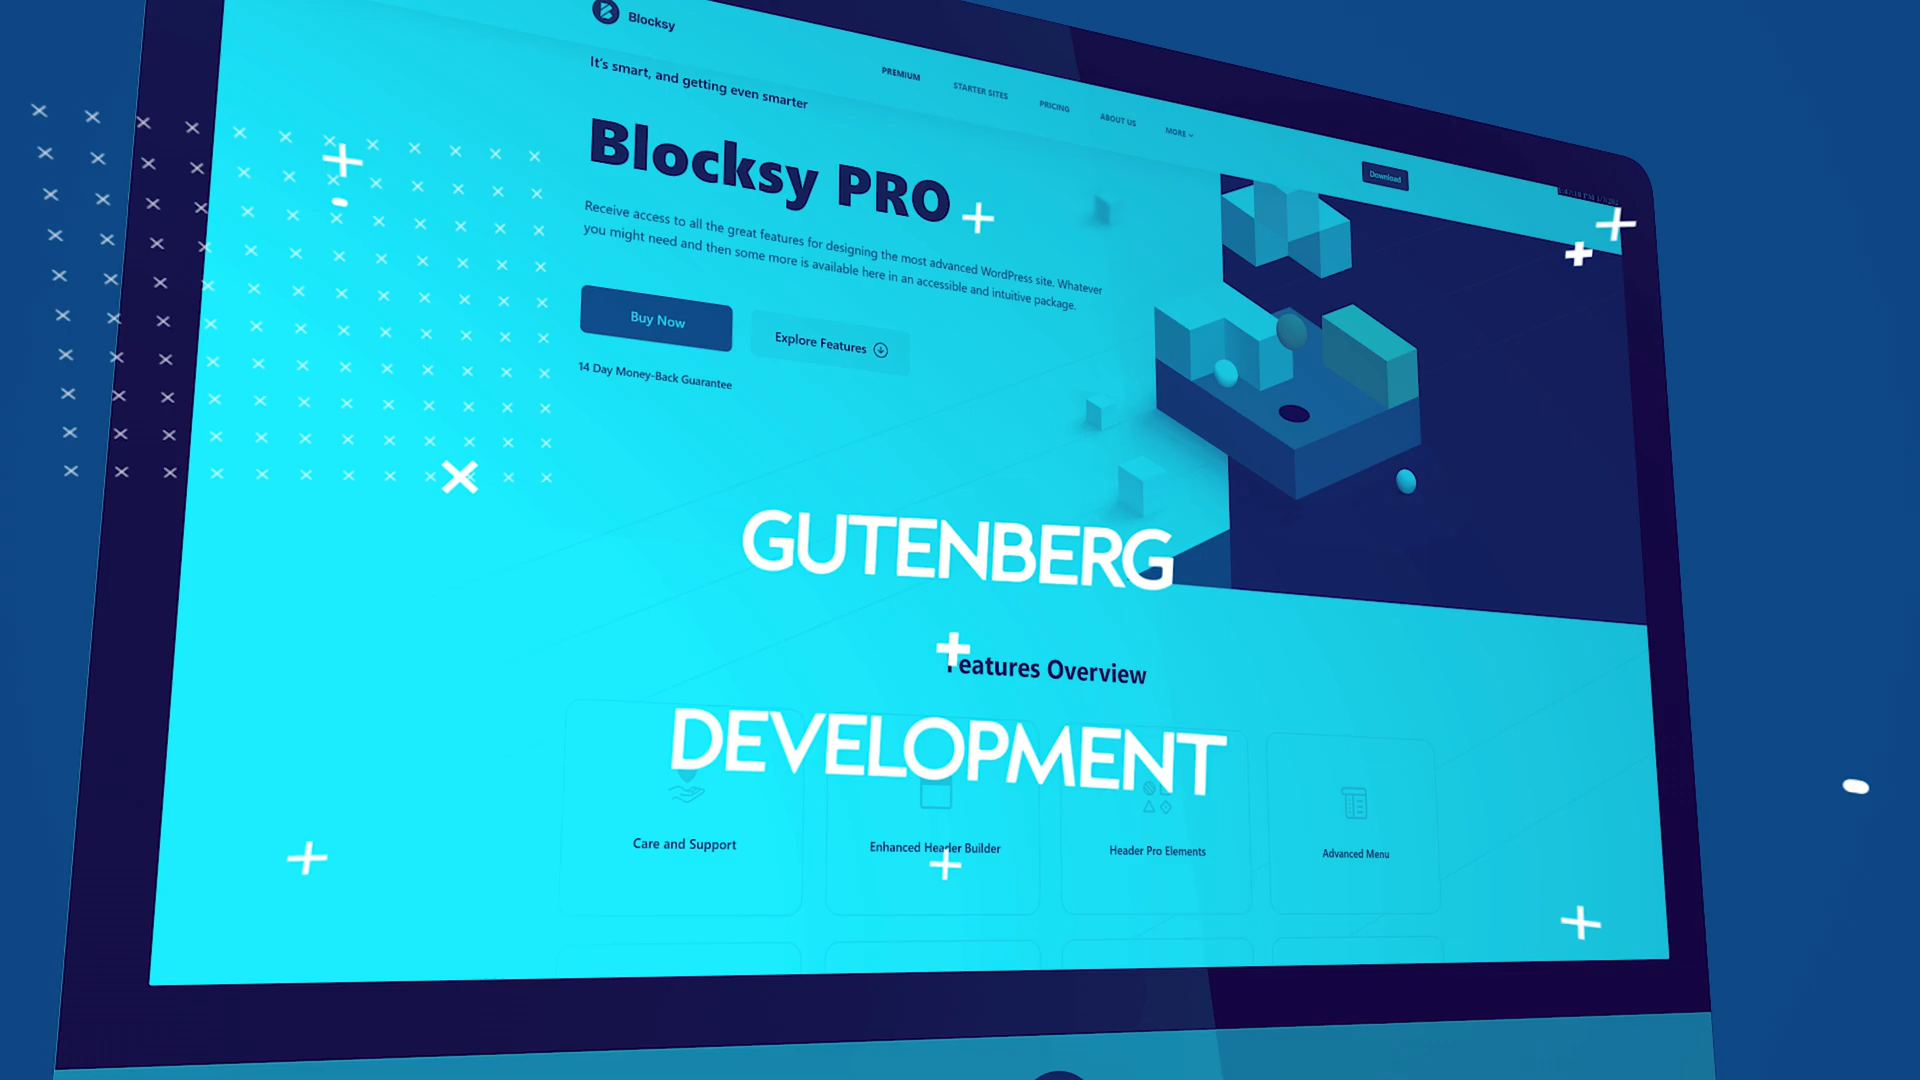 Blocksy
PREMIUM
STARTER SITES
PRICING
ABOUT US
MORE
Download
It's smart, and getting even smarter
Blocksy PRO
Receive access to all the great features for designing the most advanced WordPress site. Whatever
you might need and then some more is available here in an accessible and intuitive package.
Buy Now
Explore Features
14 Day Money-Back Guarantee
GUTENBERG
Features Overview
DEVELOPMENT
Care and Support
Enhanced Header Builder
Header Pro Elements
Advanced Menu